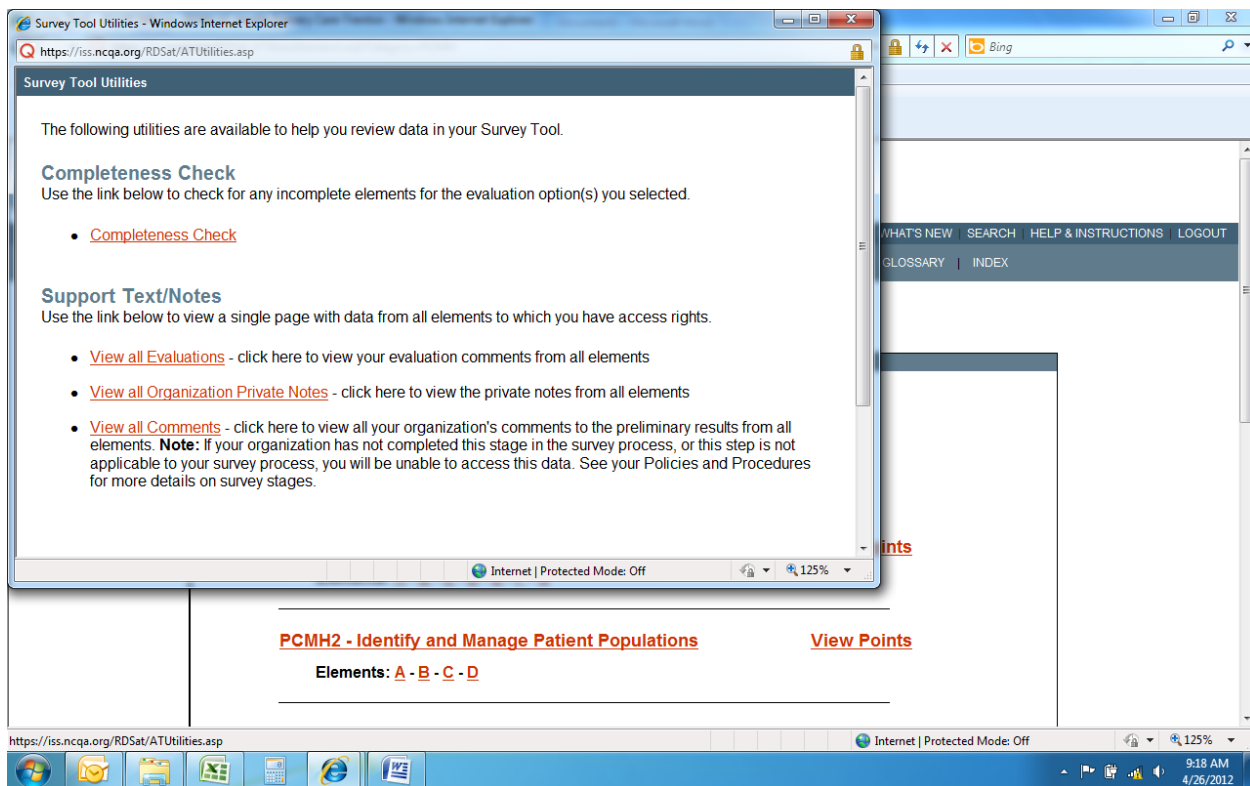 Survey Tool Utilities - Windows Internet Explorer
https://iss.ncqa.org/RDSat/ATUtilities.asp
Bing
Survey Tool Utilities
The following utilities are available to help you review data in your Survey Tool.
Completeness Check
Use the link below to check for any incomplete elements for the evaluation option(s) you selected.
• Completeness Check
WHAT'S NEW | SEARCH | HELP & INSTRUCTIONS | LOGOUT
GLOSSARY | INDEX
Support Text/Notes
Use the link below to view a single page with data from all elements to which you have access rights.
• View all Evaluations - click here to view your evaluation comments from all elements
• View all Organization Private Notes - click here to view the private notes from all elements
• View all Comments - click here to view all your organization's comments to the preliminary results from all
elements. Note: If your organization has not completed this stage in the survey process, or this step is not
applicable to your survey process, you will be unable to access this data. See your Policies and Procedures
for more details on survey stages.
ints
Internet | Protected Mode: Off
125%
PCMH2 - Identify and Manage Patient Populations View Points
Elements: A - B - C - D
https://iss.ncqa.org/RDSat/ATUtilities.asp
Internet | Protected Mode: Off
125%
9:18 AM
4/26/2012